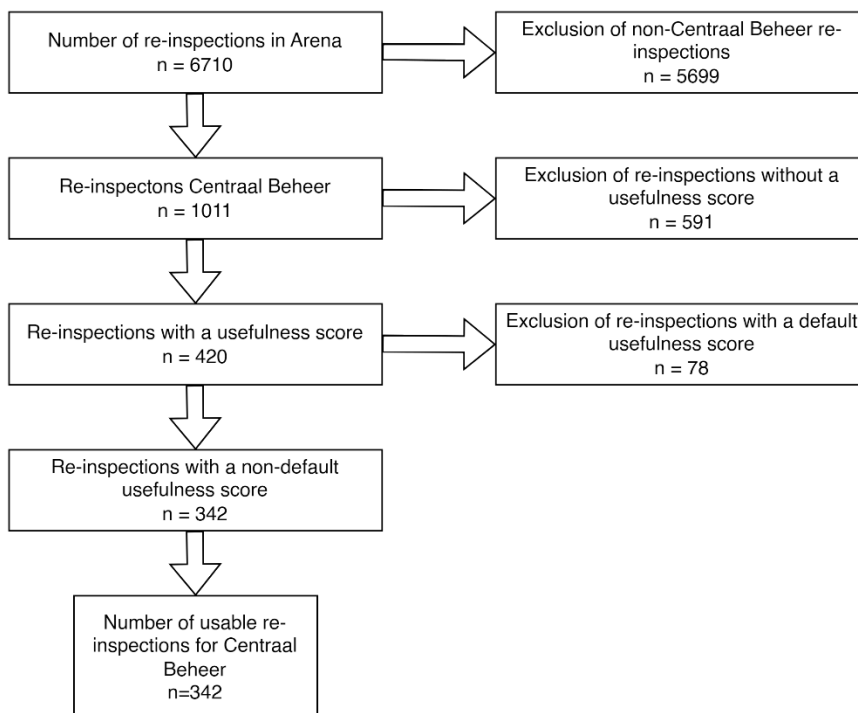 Number of re-inspections in Arena
n = 6710
Exclusion of non-Centraal Beheer re-
inspections
n = 5699
Re-inspectons Centraal Beheer
n = 1011
Exclusion of re-inspections without a
usefulness score
n = 591
Re-inspections with a usefulness score
n = 420
Exclusion of re-inspections with a default
usefulness score
n = 78
Re-inspections with a non-default
usefulness score
n = 342
Number of usable re-
inspections for Centraal
Beheer
n=342